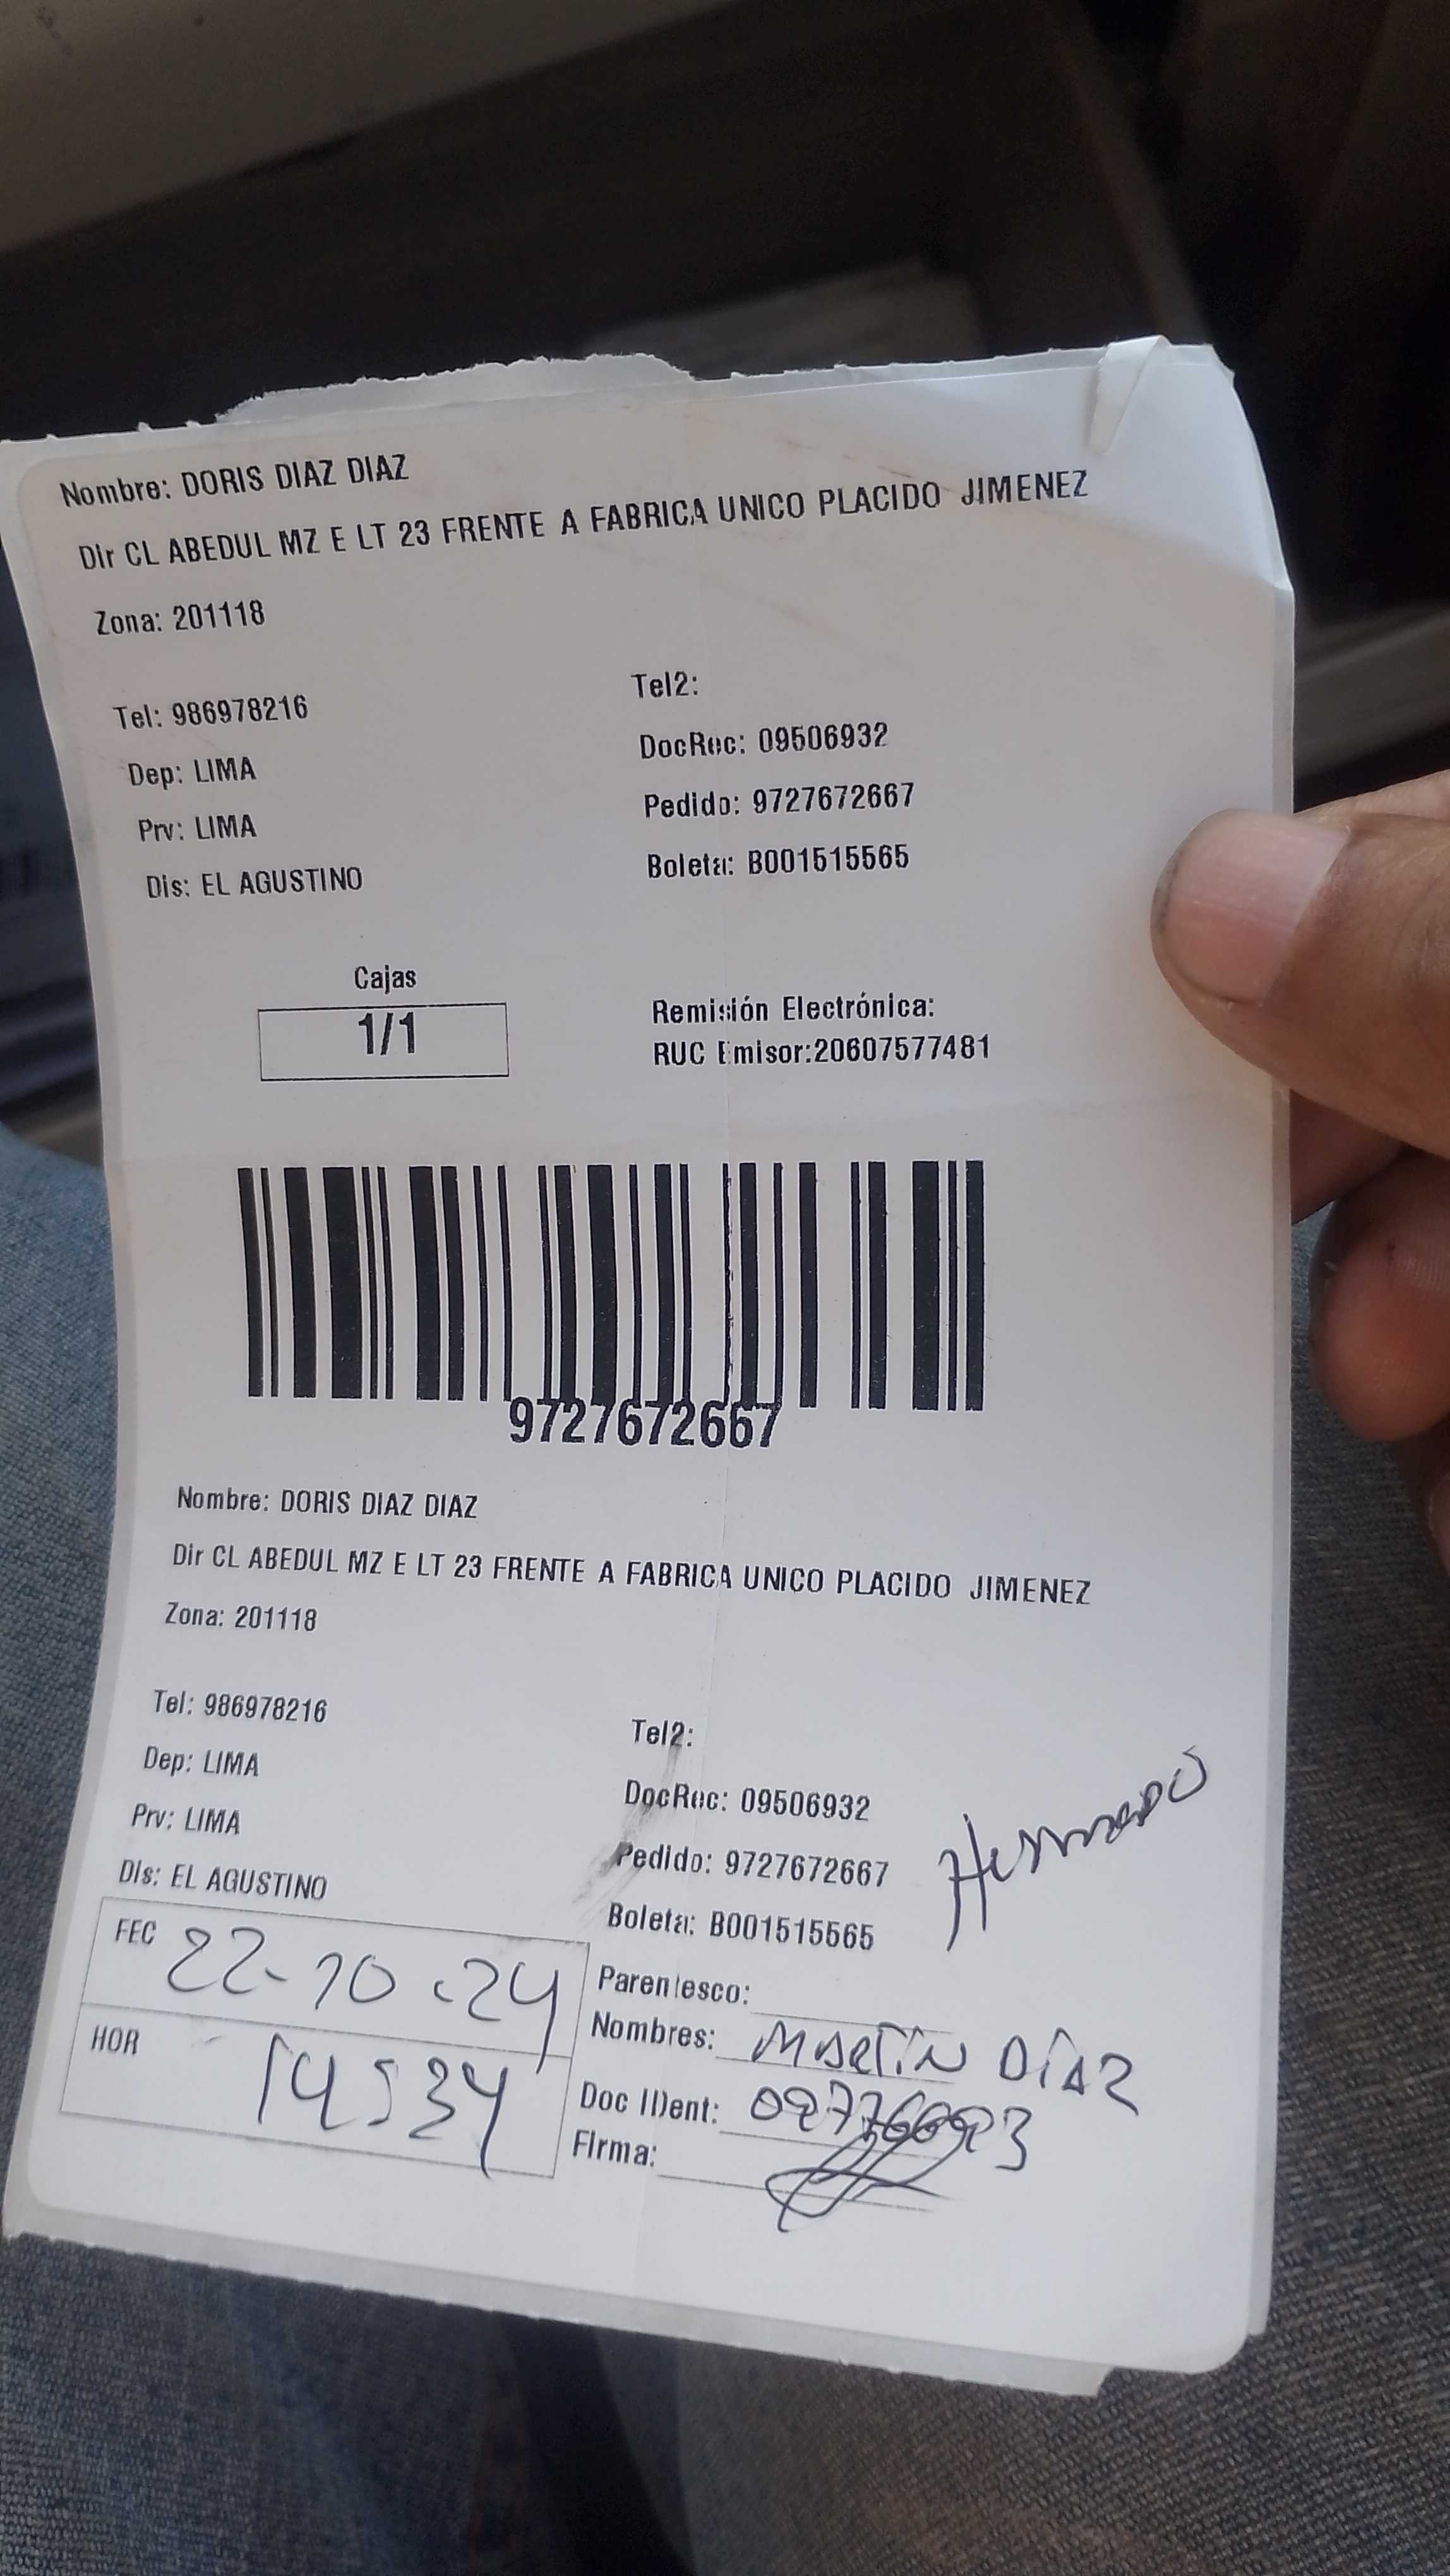 Nombre: DORIS DIAZ DIAZ
Dir CL ABEDUL MZ E LT 23 FRENTE A FABRICA UNICO PLACIDO JIMENEZ
Zona: 201118
Tel: 986978216 Tel2:
Dep: LIMA DocRec: 09506932
Prv: LIMA Pedido: 9727672667
Dis: EL AGUSTINO Boleta: B001515565
Cajas
1/1
Remisión Electrónica:
RUC Emisor:20607577481
9727672667
Nombre: DORIS DIAZ DIAZ
Dir CL ABEDUL MZ E LT 23 FRENTE A FABRICA UNICO PLACIDO JIMENEZ
Zona: 201118
Tel: 986978216 Tel2:
Dep: LIMA DocRec: 09506932
Prv: LIMA Pedido: 9727672667
Dis: EL AGUSTINO Boleta: B001515565
Hermano
FEC 22-10-24 Parentesco:
Nombres: MARTIN DÍAZ
HOR 14:34 Doc IDent:
Firma: